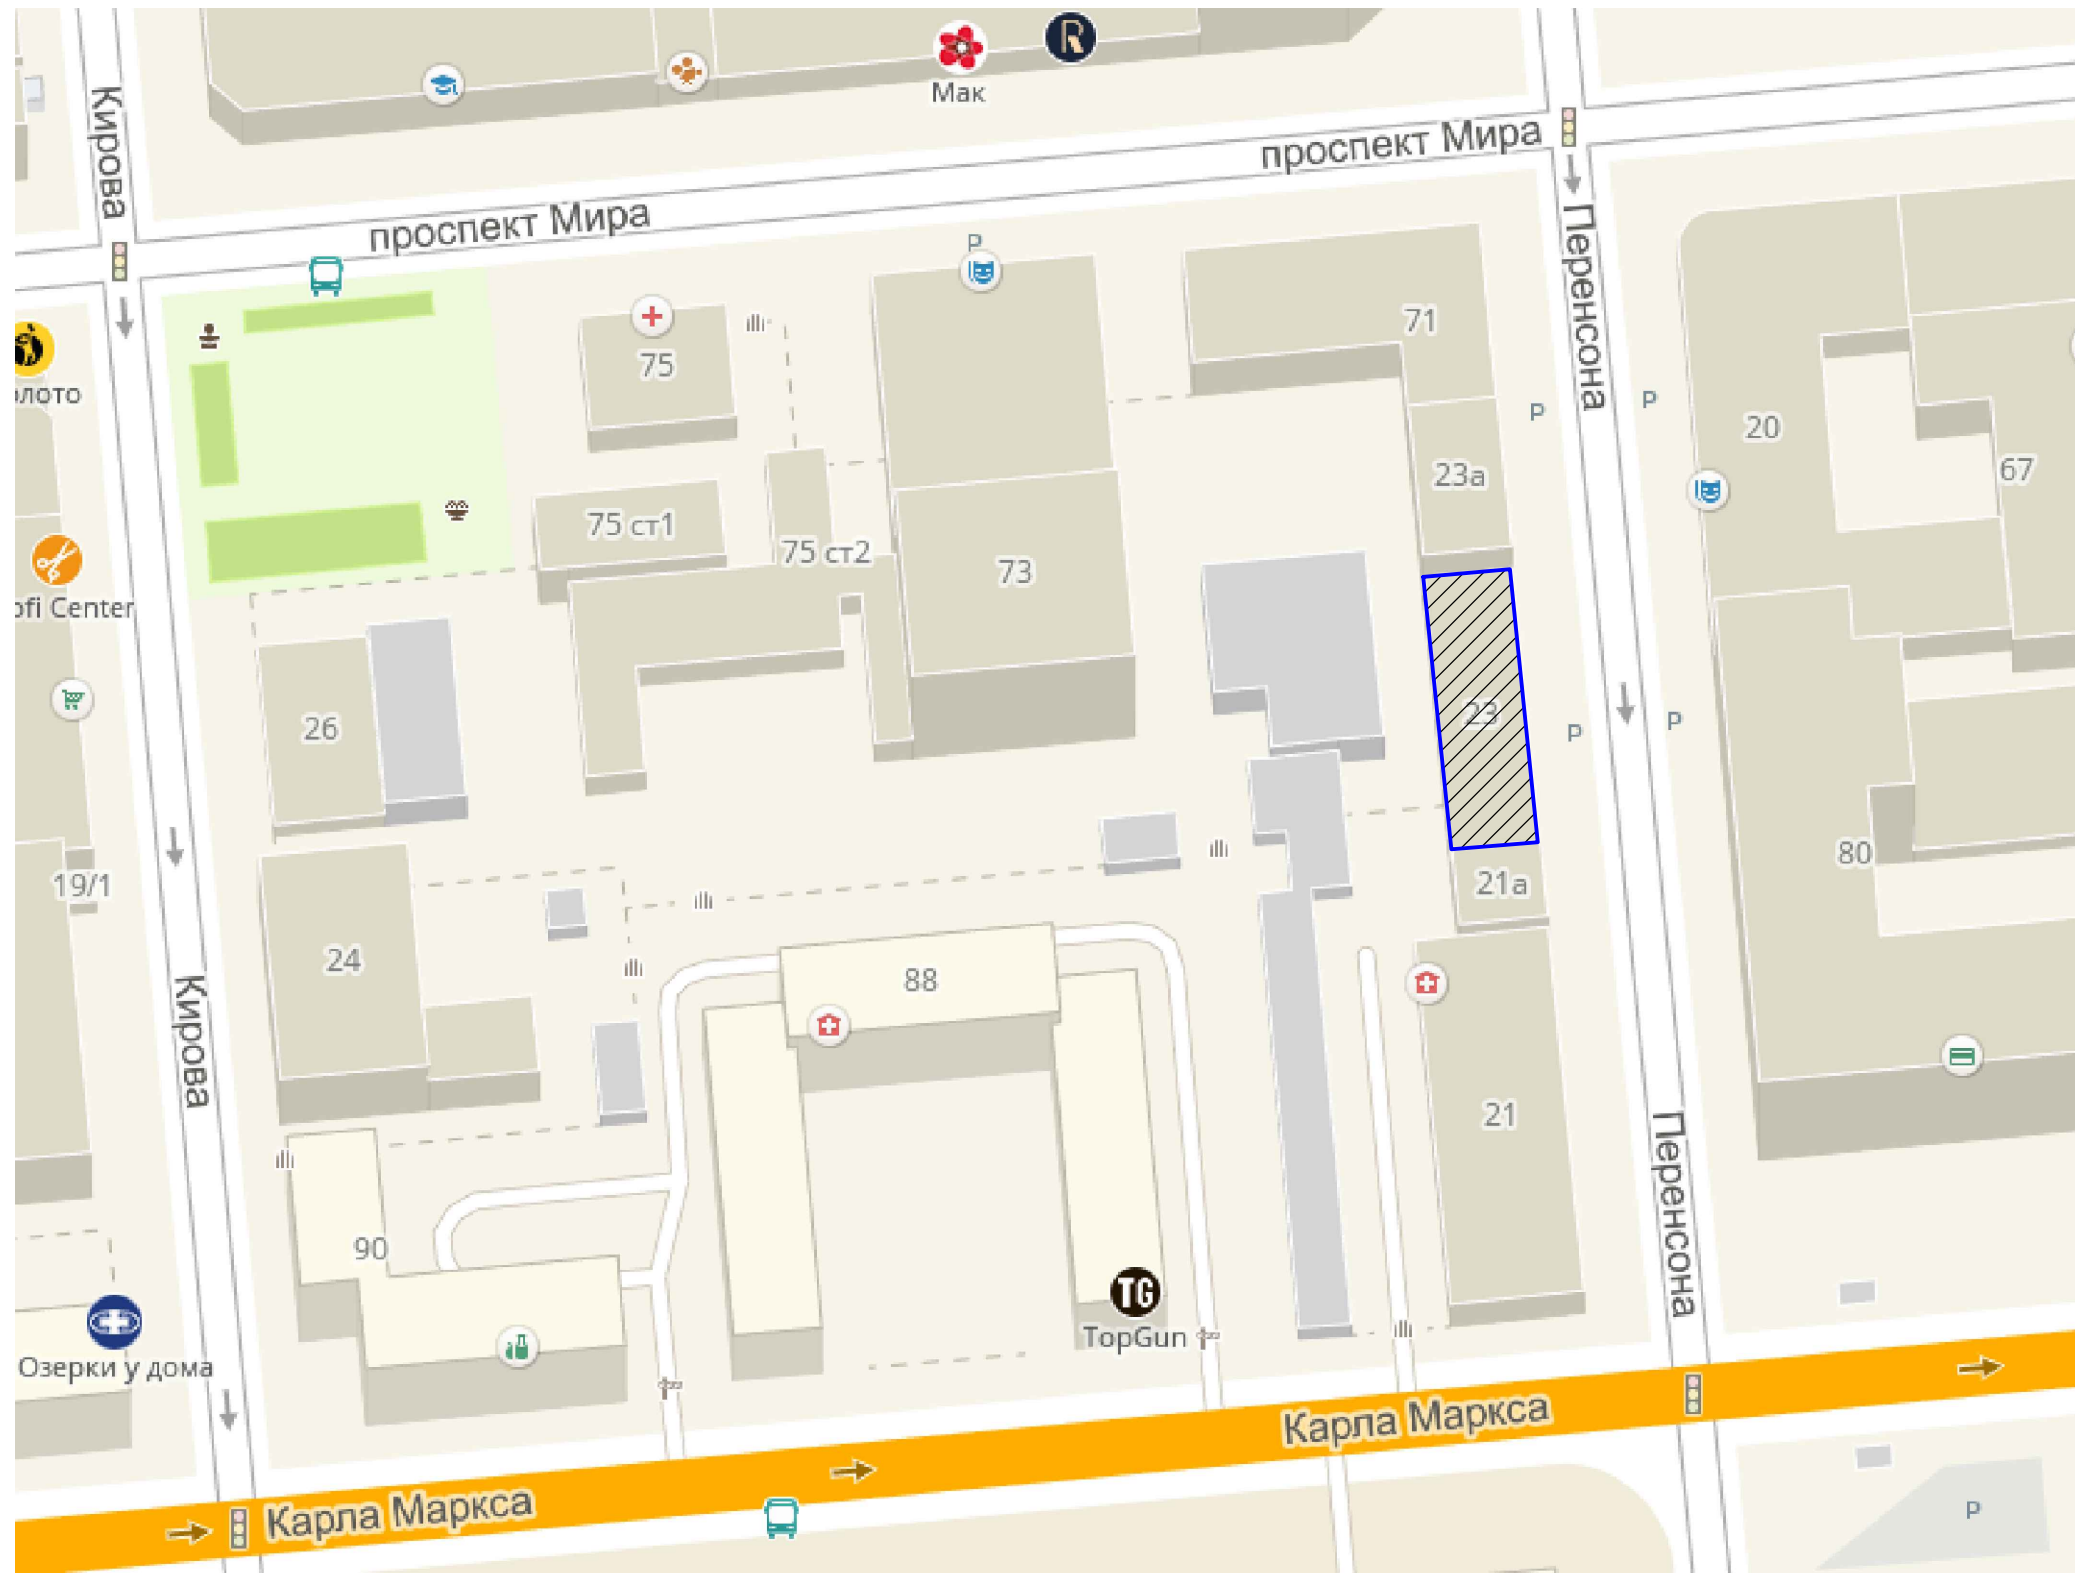 Мак
Кирова
проспект Мира
проспект Мира
P
Перенсона
75
71
P
P
20
23а
67
75 ст1
75 ст2
73
26
23
P
P
80
19/1
21а
24
88
Кирова
21
Перенсона
90
TG
TopGun
Озерки у дома
Карла Маркса
Карла Маркса
P